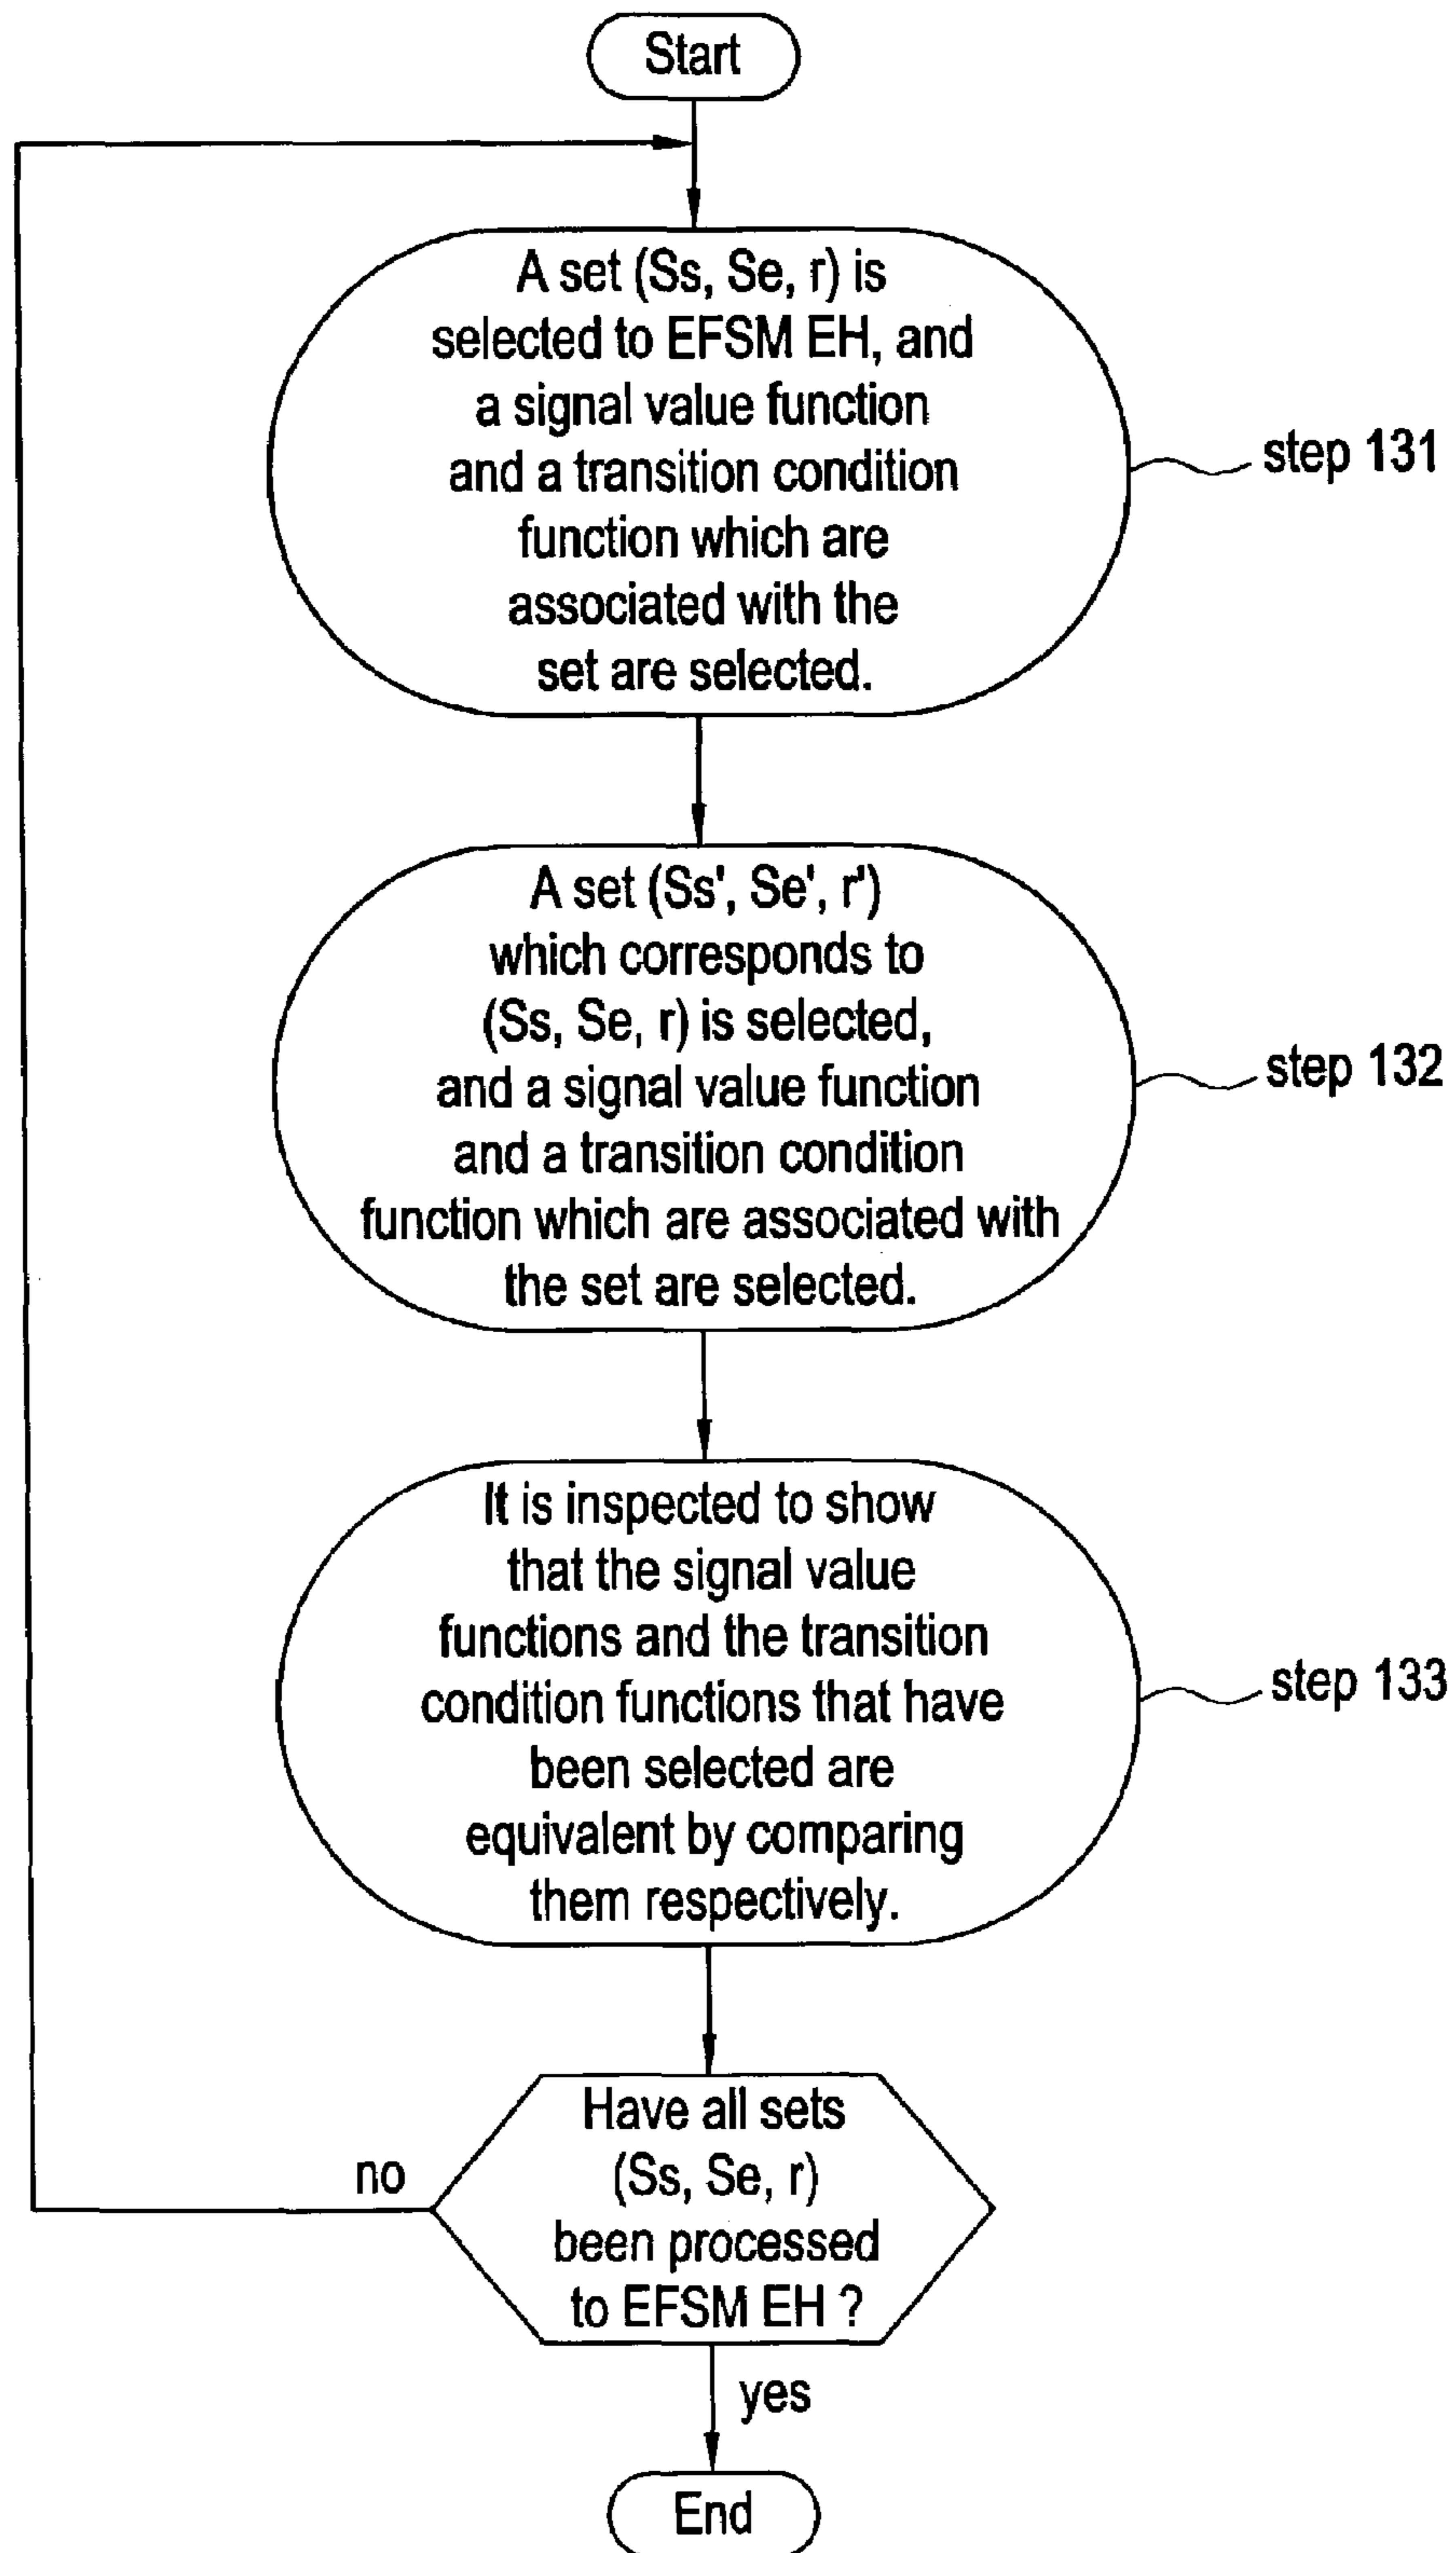 Start
A set (Ss, Se, r) is
selected to EFSM EH, and
a signal value function
and a transition condition
function which are
associated with the
set are selected.
step 131
A set (Ss', Se', r')
which corresponds to
(Ss, Se, r) is selected,
and a signal value function
and a transition condition
function which are associated with
the set are selected.
step 132
It is inspected to show
that the signal value
functions and the transition
condition functions that have
been selected are
equivalent by comparing
them respectively.
step 133
Have all sets
(Ss, Se, r)
been processed
to EFSM EH ?
no
yes
End